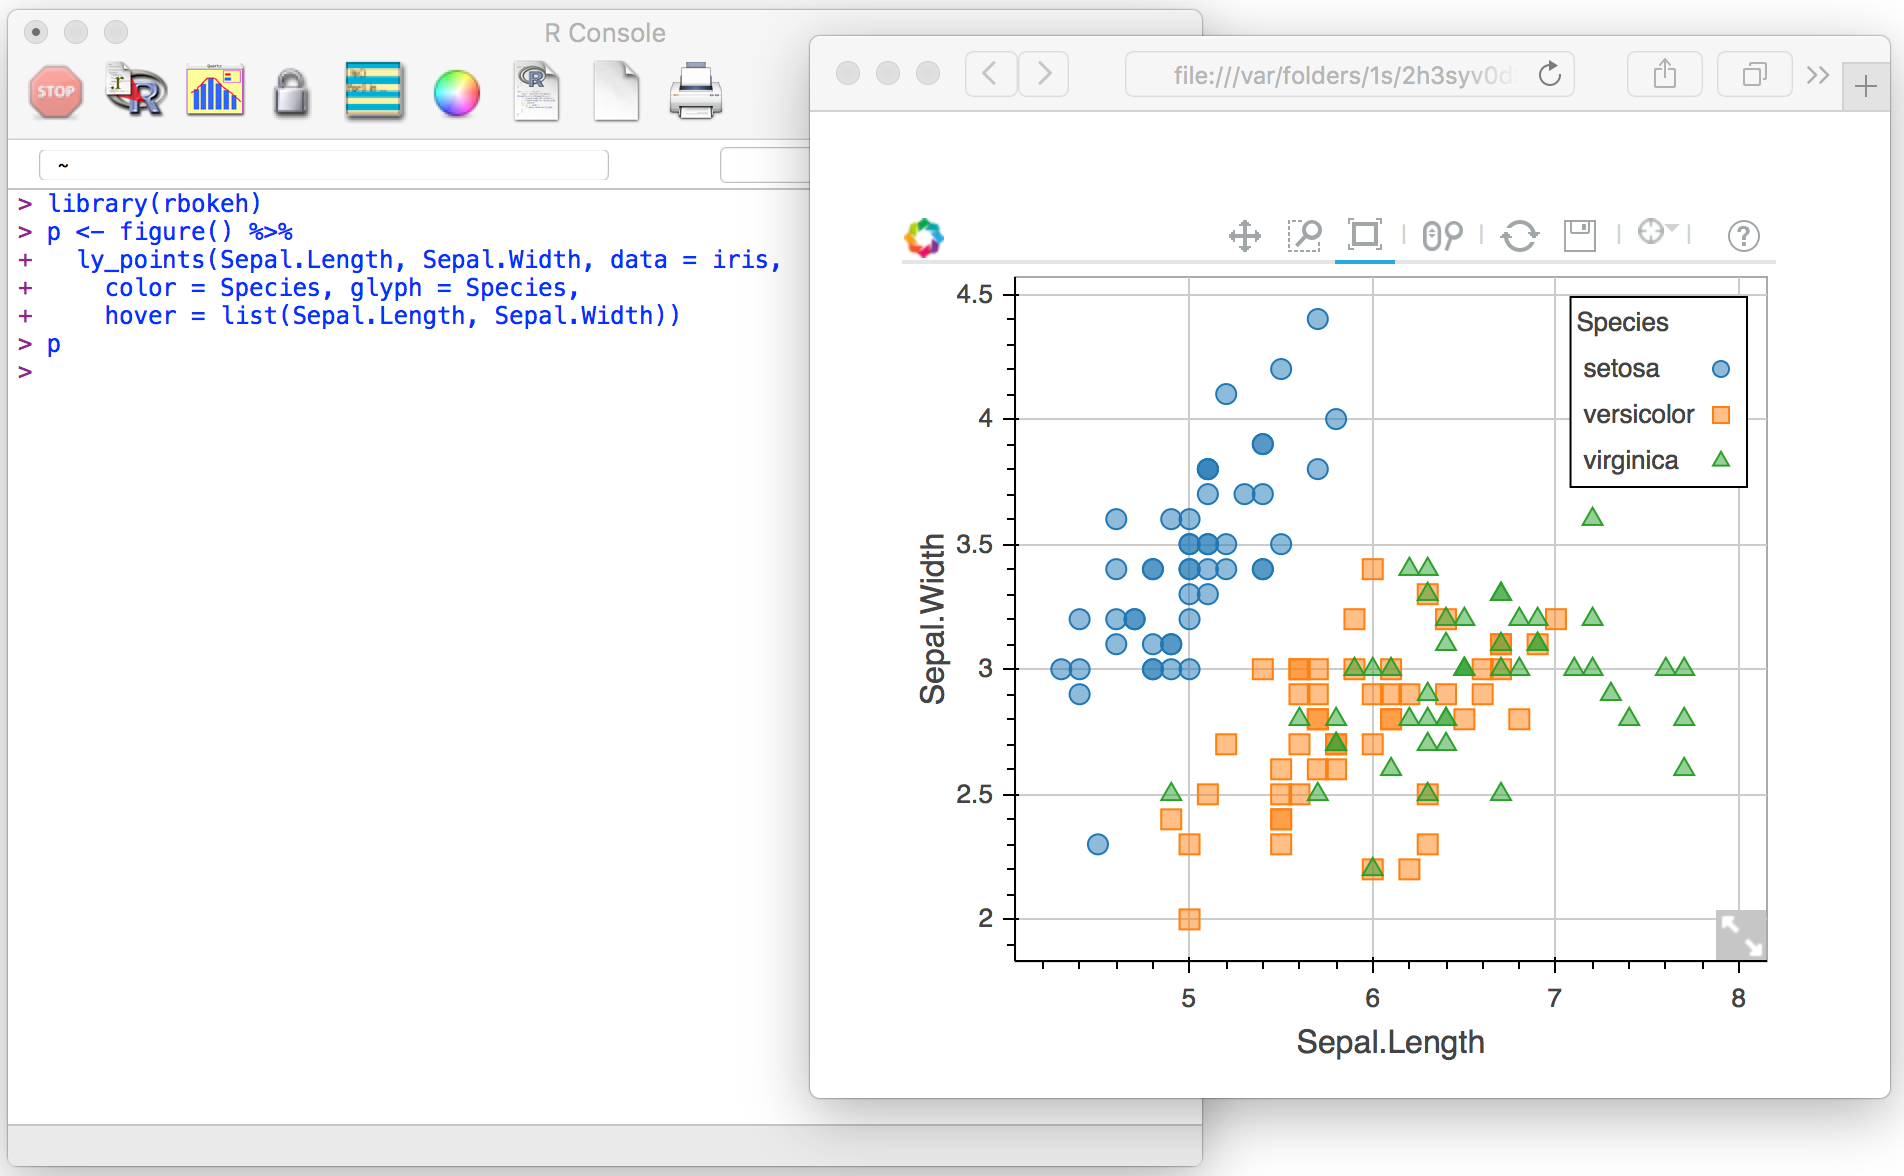 R Console
STOP
~
> library(rbokeh)
> p <- figure() %>%
+   ly_points(Sepal.Length, Sepal.Width, data = iris,
+     color = Species, glyph = Species,
+     hover = list(Sepal.Length, Sepal.Width))
> p
>
file:///var/folders/1s/2h3syv0d
4.5
4
3.5
3
2.5
2
Sepal.Width
Species
setosa
versicolor
virginica
5 6 7 8
Sepal.Length